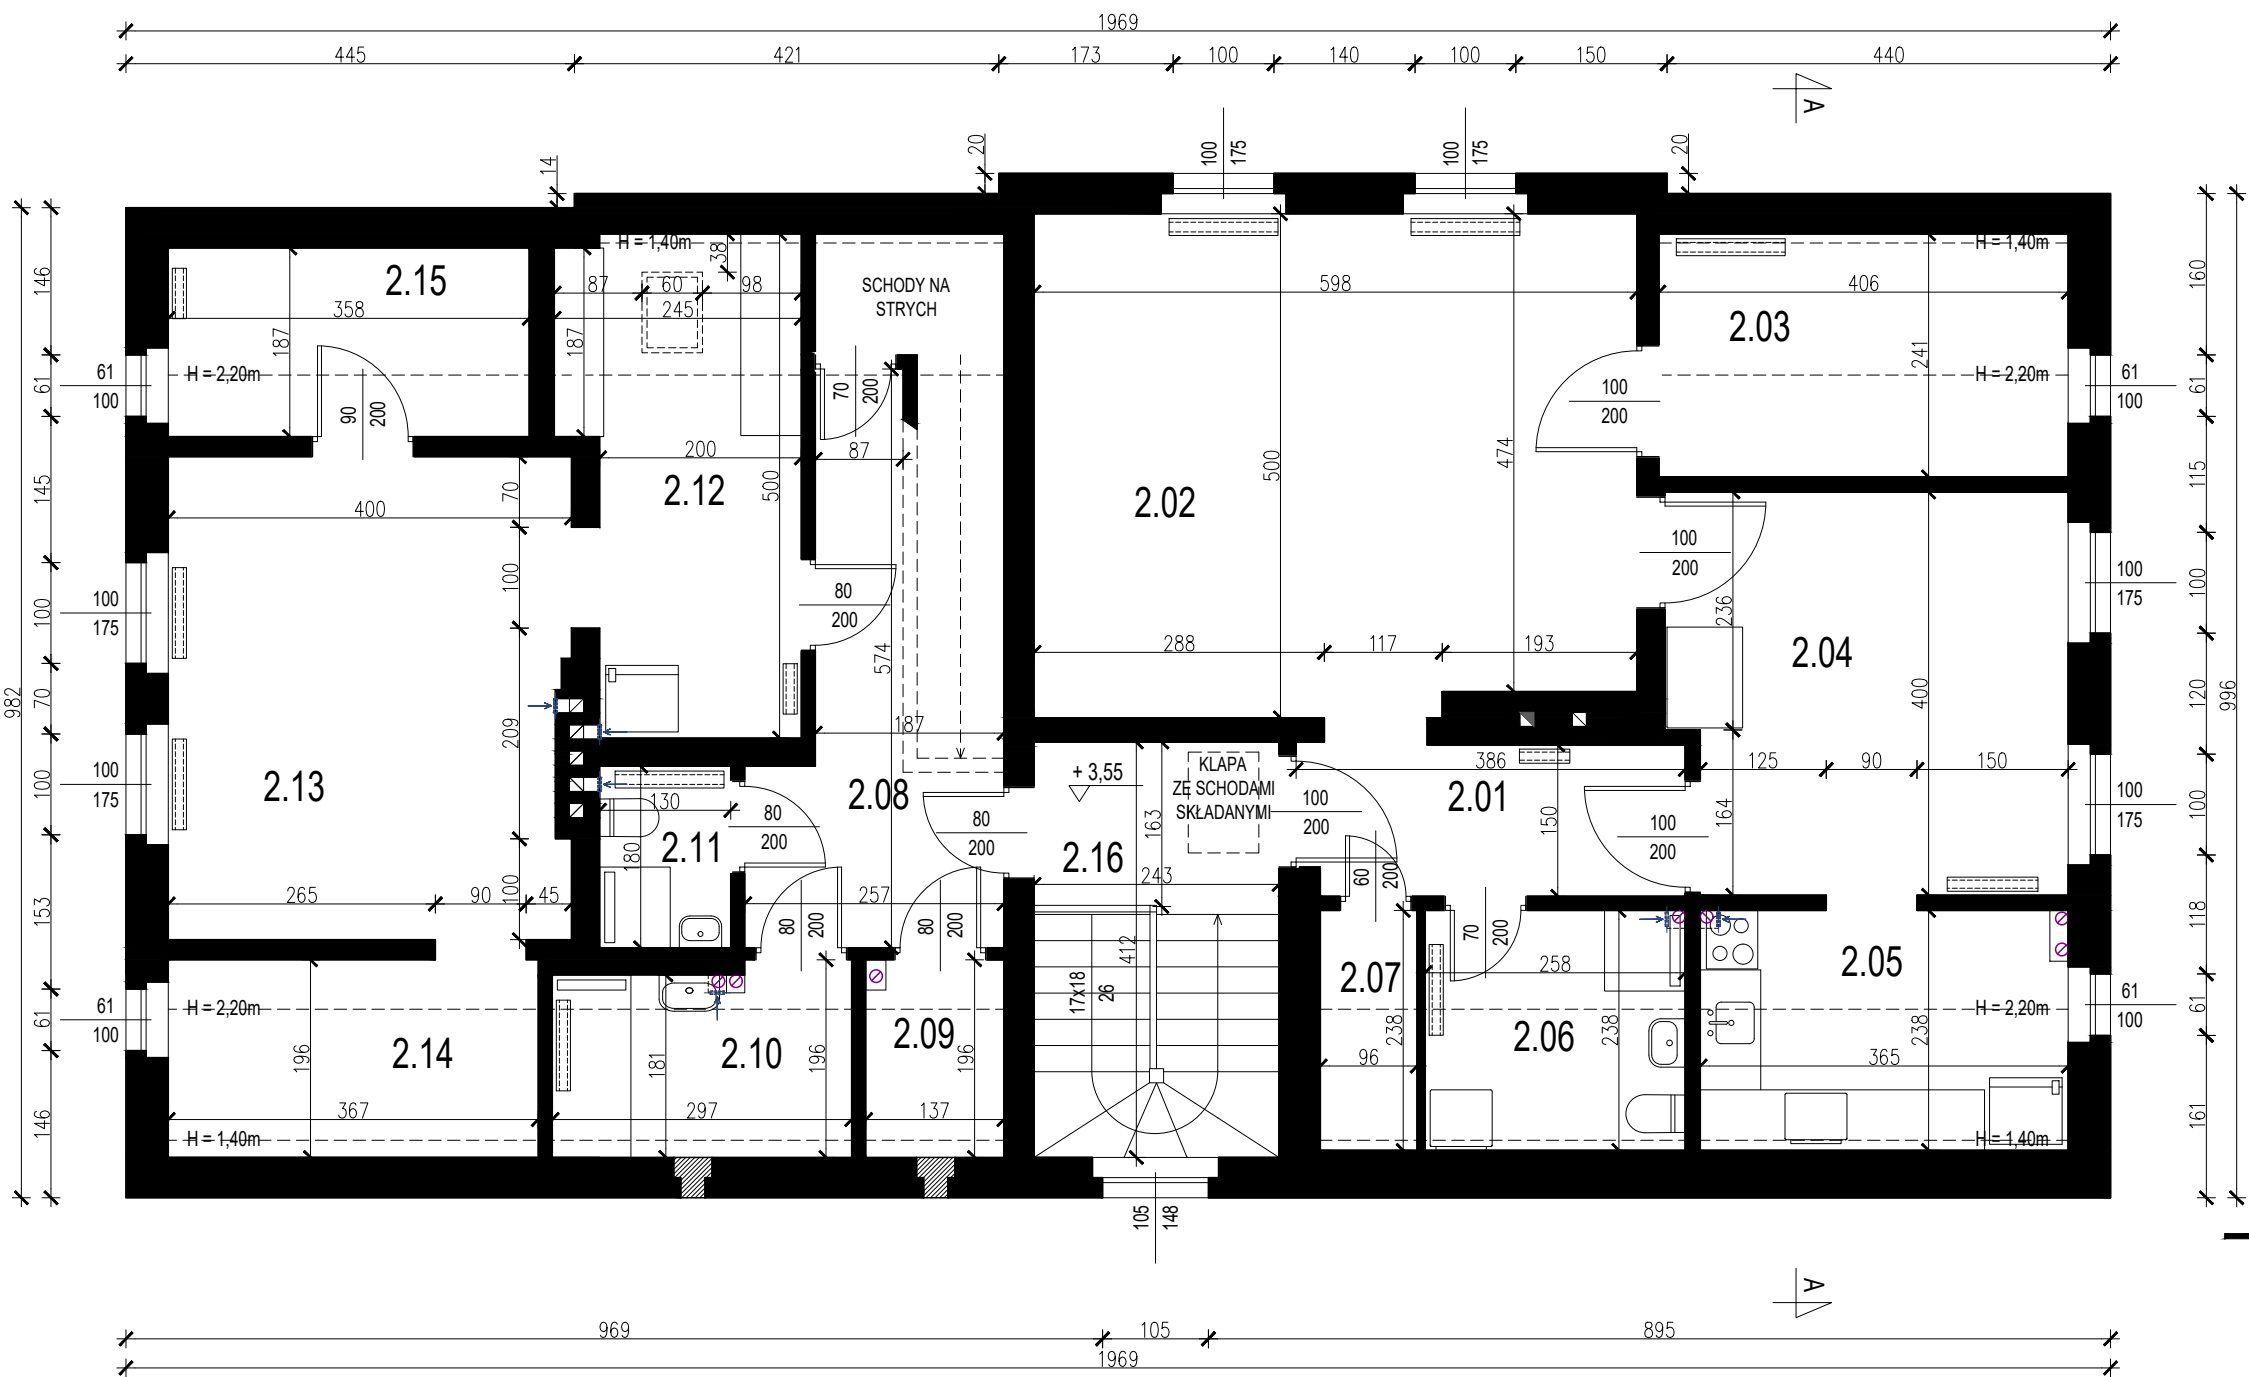 1969
445 421 173 100 140 100 150 440
A
14 20 100 175 100 175 20
H = 1,40m H = 1,40m
2.15 38 SCHODY NA
STRYCH
87 60 98
358 245 598 406
187 187 2.03 241
146 160
H = 2,20m H = 2,20m
61
100
61 61
61
100
90
200
70
200
100
200
200 87
2.12 500 2.02 500 474
145 115
400 70
100
100
200
100
175
100 100
100
175
80
200
236
2.04
288 117 193
574
982 70 209 120 996
400
187
2.13 100
175
100 130 2.08
+ 3,55
KLAPA
ZE SCHODAMI
SKŁADANYMI
386 125 90 150
2.01 100
175
100
80
200
80
200
100
200
100
200
163 150 164
180 2.11 2.16
243
60
200
265 90 45 100 257
80
200
80
200
153 118
412 70
200
258 2.05
2.07
H = 2,20m H = 2,20m
61
100
61 61
61
100
17x18
26
2.14 196 181 2.10 196 2.09 196 238 2.06 238 238
96 365
367 297 137
H = 1,40m H = 1,40m
146 161
105
148
A
969 105 895
1969